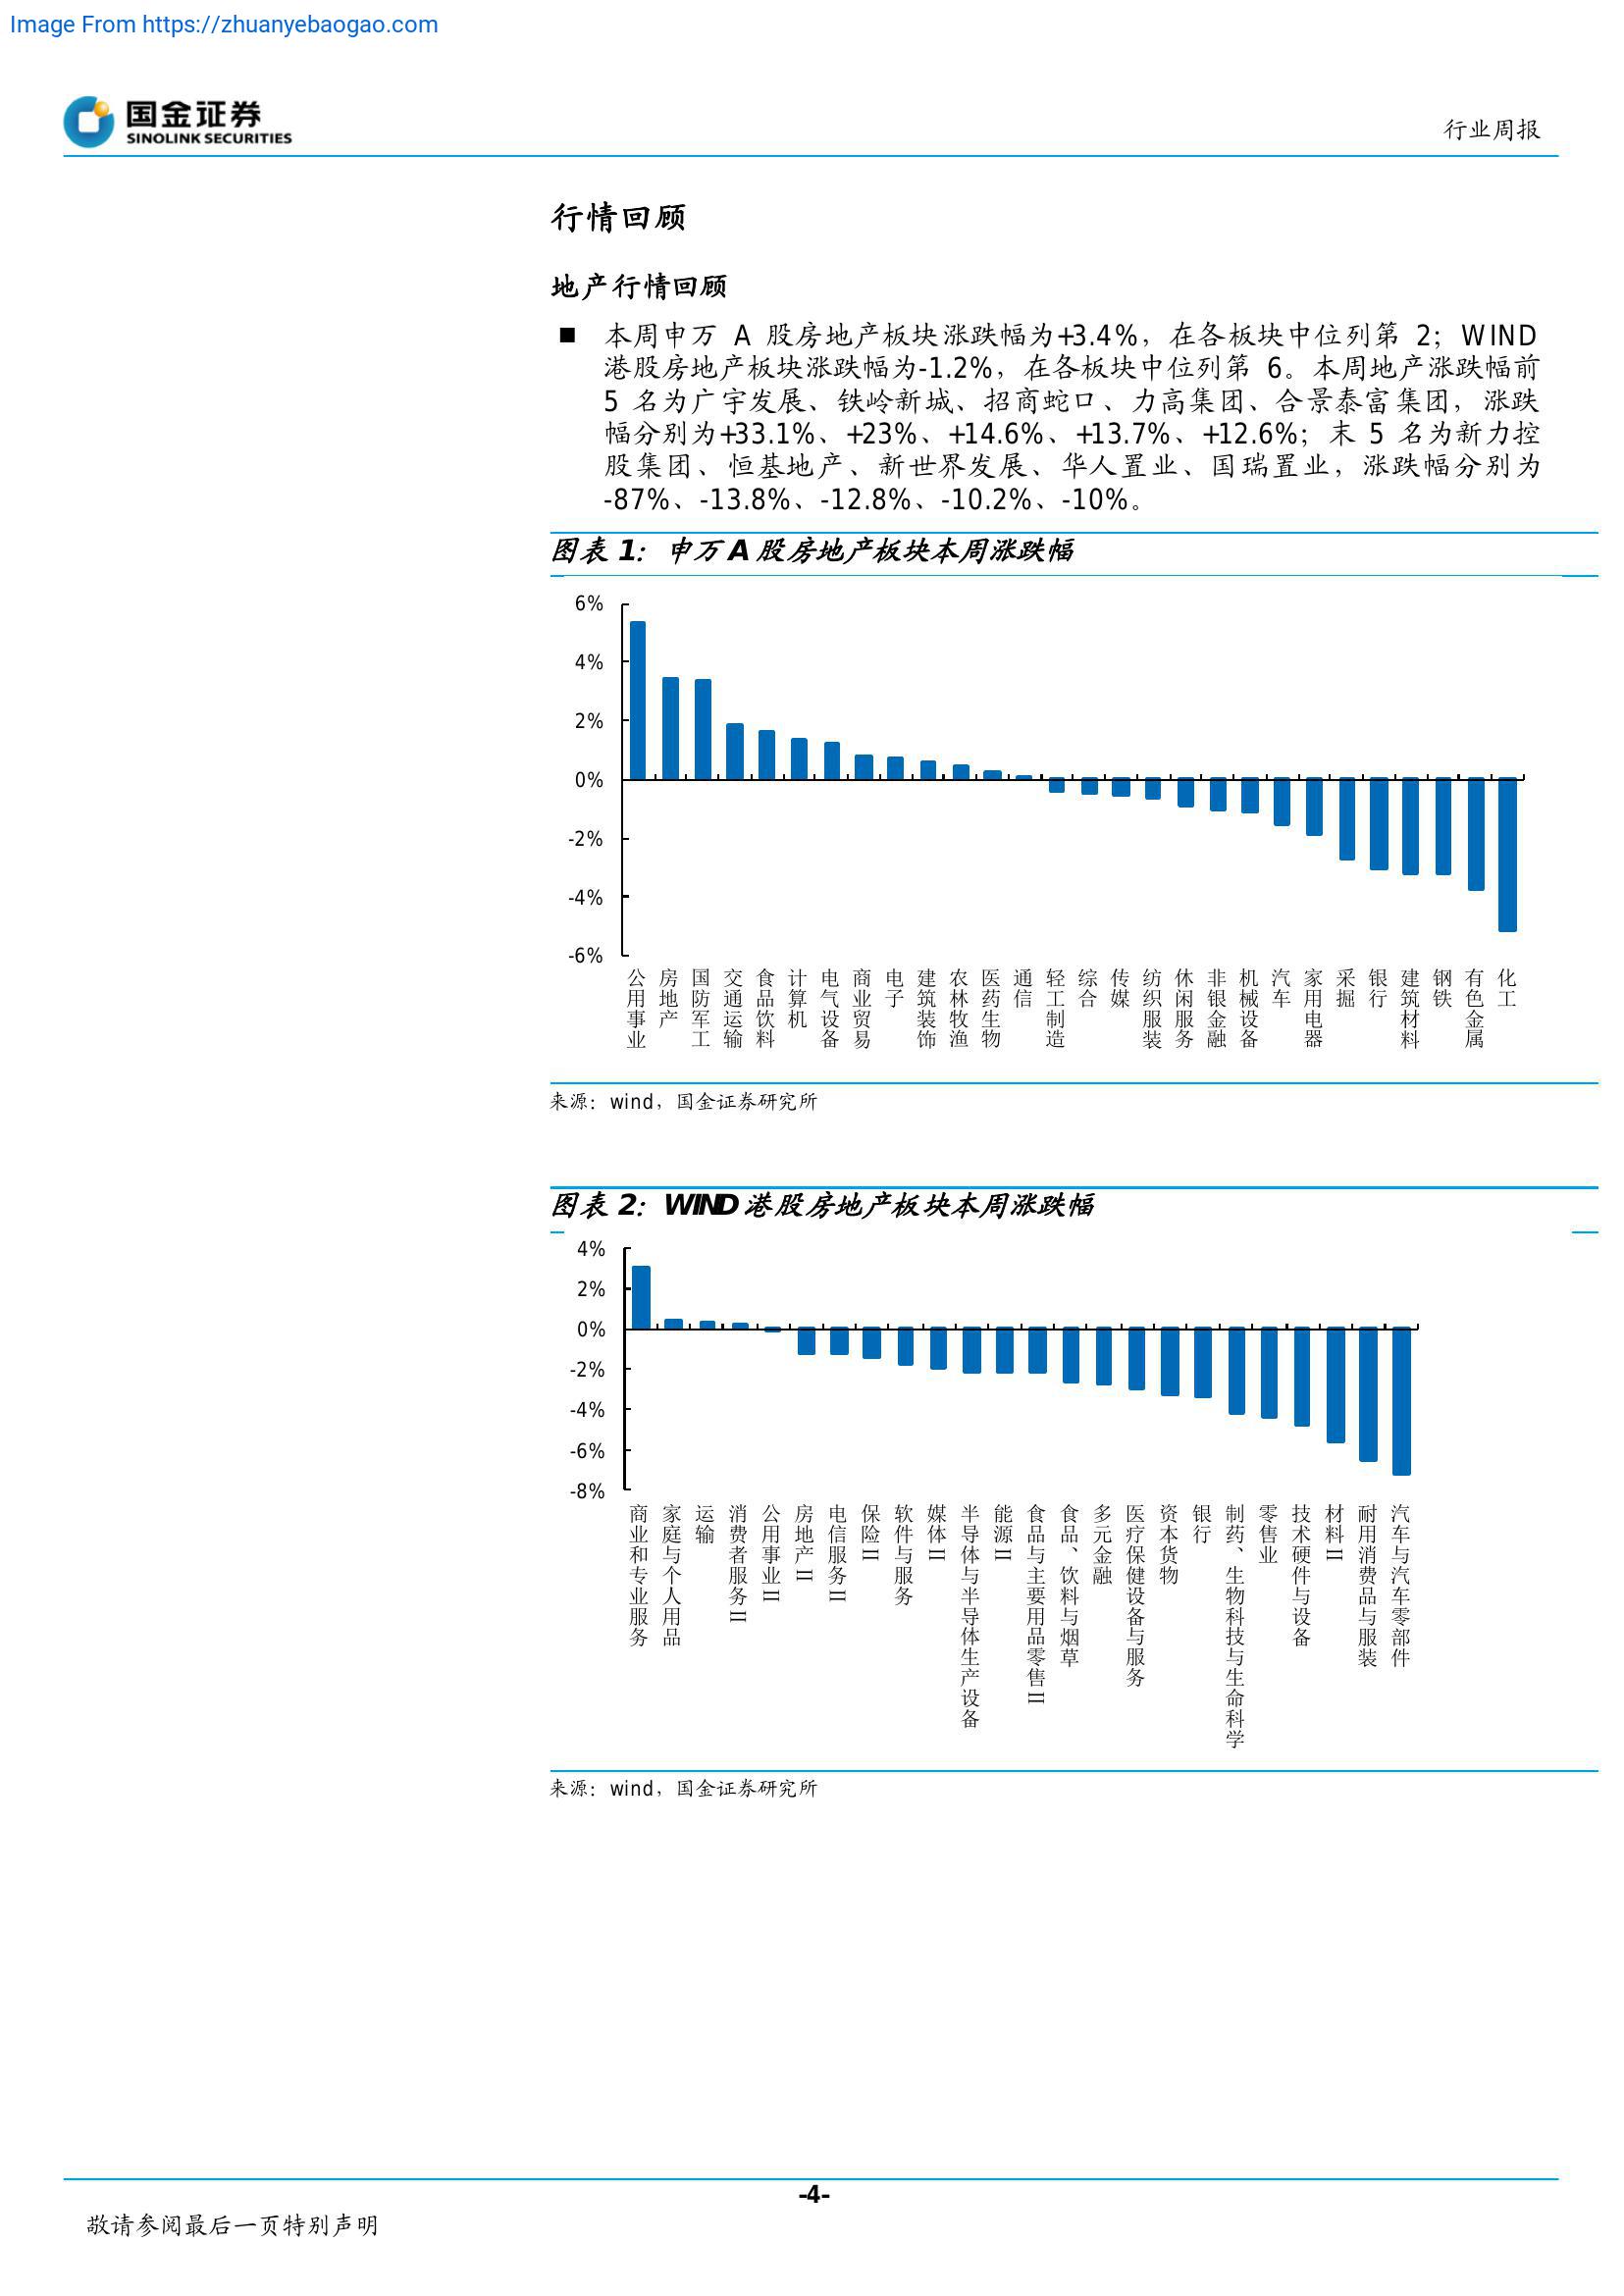 Image From https://zhuanyebaogao.com
国金证券
SINOLINK SECURITIES
行业周报
行情回顾
地产行情回顾
■ 本周申万 A 股房地产板块涨跌幅为+3.4%，在各板块中位列第 2；WIND
港股房地产板块涨跌幅为-1.2%，在各板块中位列第 6。本周地产涨跌幅前
5 名为广宇发展、铁岭新城、招商蛇口、力高集团、合景泰富集团，涨跌
幅分别为+33.1%、+23%、+14.6%、+13.7%、+12.6%；末 5 名为新力控
股集团、恒基地产、新世界发展、华人置业、国瑞置业，涨跌幅分别为
-87%、-13.8%、-12.8%、-10.2%、-10%。
图表 1：申万 A 股房地产板块本周涨跌幅
6%
4%
2%
0%
-2%
-4%
-6%
公用事业
房地产
国防军工
交通运输
食品饮料
计算机
电气设备
商业贸易
电子
建筑装饰
农林牧渔
医药生物
通信
轻工制造
综合
传媒
纺织服装
休闲服务
非银金融
机械设备
汽车
家用电器
采掘
银行
建筑材料
钢铁
有色金属
化工
来源：wind，国金证券研究所
图表 2：WIND 港股房地产板块本周涨跌幅
4%
2%
0%
-2%
-4%
-6%
-8%
商业和专业服务
家庭与个人用品
运输
消费者服务II
公用事业II
房地产II
电信服务II
保险II
软件与服务
媒体II
半导体与半导体生产设备
能源II
食品与主要用品零售II
食品、饮料与烟草
多元金融
医疗保健设备与服务
资本货物
银行
制药、生物科技与生命科学
零售业
技术硬件与设备
材料II
耐用消费品与服装
汽车与汽车零部件
来源：wind，国金证券研究所
-4-
敬请参阅最后一页特别声明